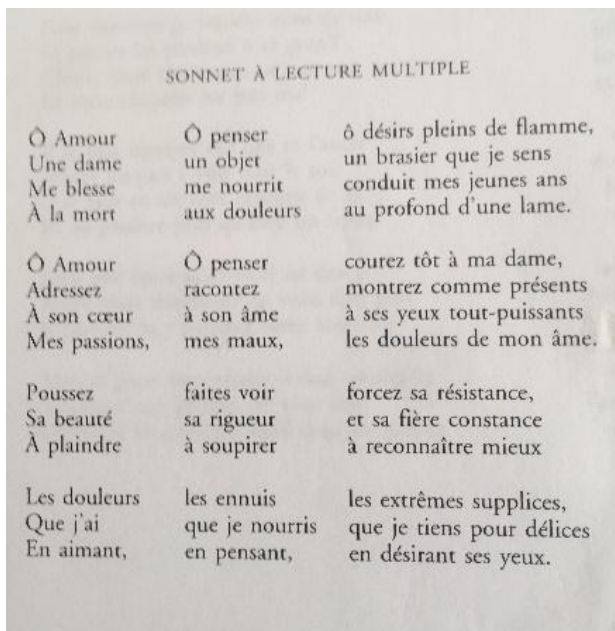 SONNET À LECTURE MULTIPLE
Ô Amour Ô penser ô désirs pleins de flamme,
Une dame un objet un brasier que je sens
Me blesse me nourrit conduit mes jeunes ans
À la mort aux douleurs au profond d'une lame.
Ô Amour Ô penser courez tôt à ma dame,
Adressez racontez montrez comme présents
À son cœur à son âme à ses yeux tout-puissants
Mes passions, mes maux, les douleurs de mon âme.
Poussez faites voir forcez sa résistance,
Sa beauté sa rigueur et sa fière constance
À plaindre à soupirer à reconnaître mieux
Les douleurs les ennuis les extrêmes supplices,
Que j'ai que je nourris que je tiens pour délices
En aimant, en pensant, en désirant ses yeux.